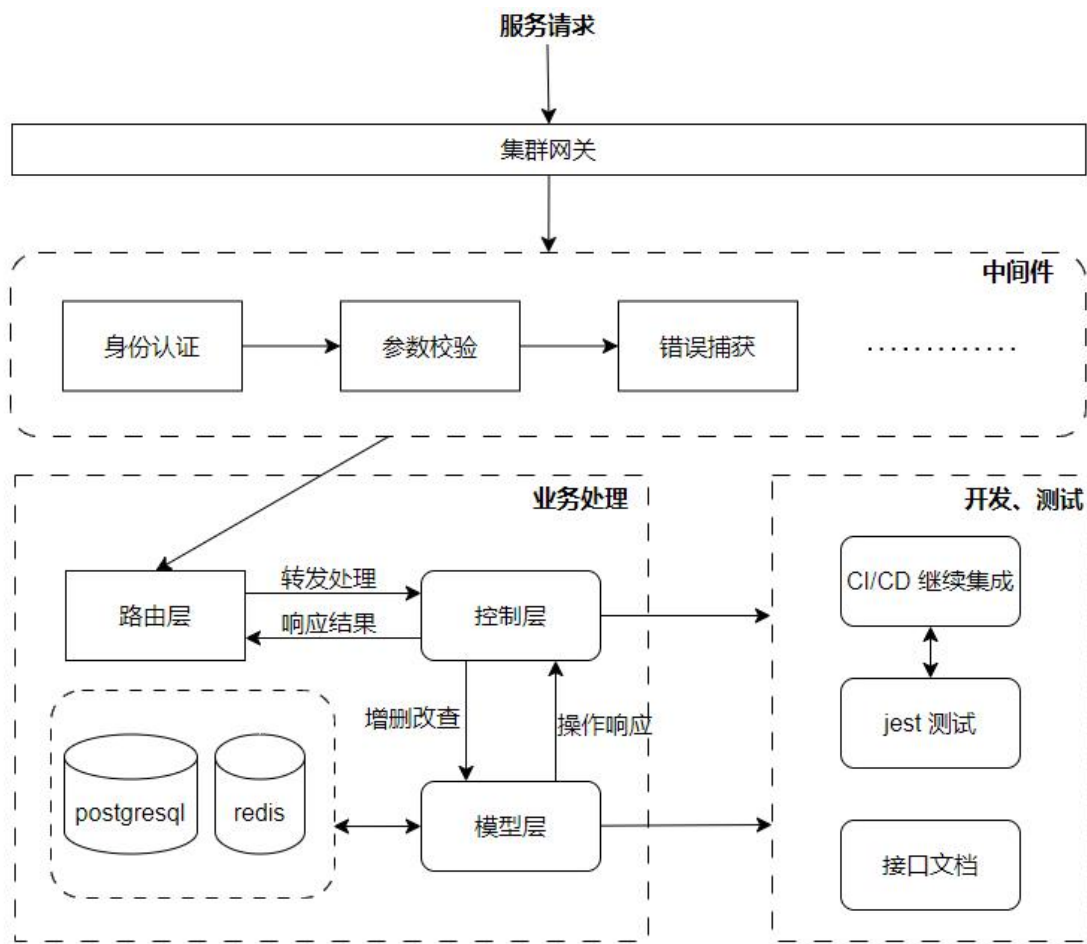 服务请求
集群网关
中间件
身份认证
参数校验
错误捕获
.............
业务处理
路由层
转发处理
响应结果
控制层
增删改查
操作响应
postgresql
redis
模型层
开发、测试
CI/CD 继续集成
jest 测试
接口文档